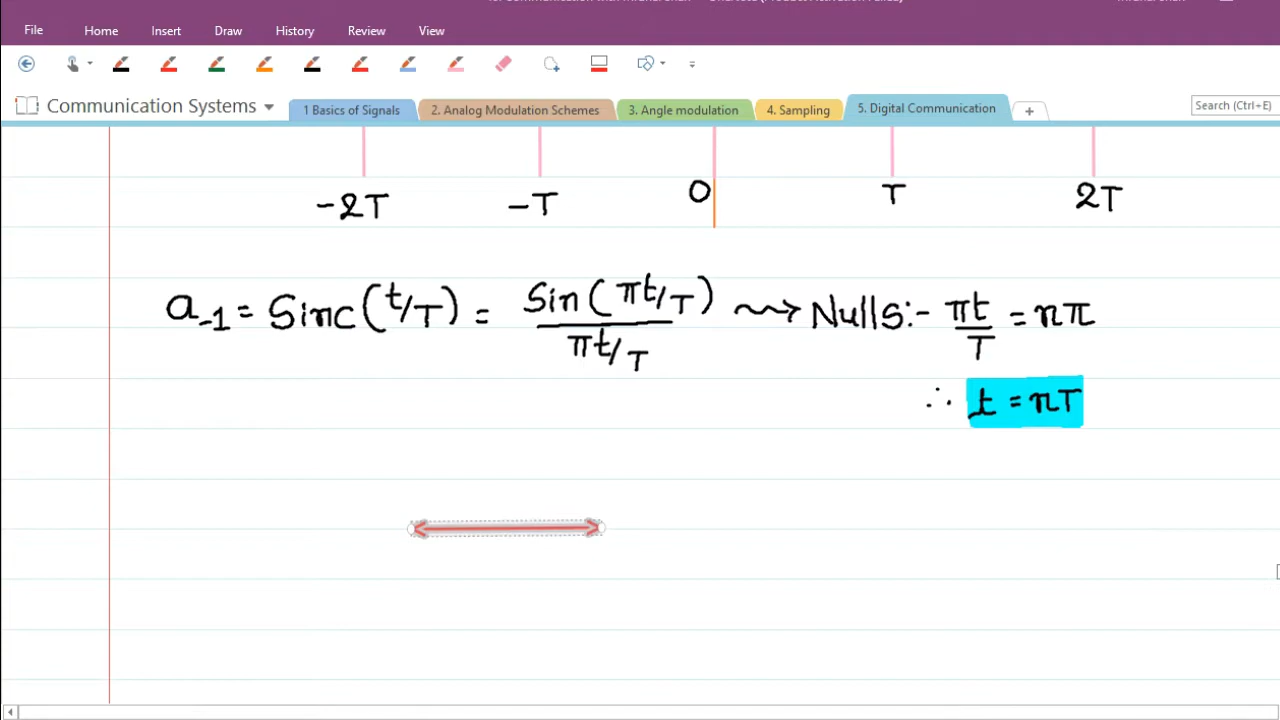 File Home Insert Draw History Review View
Communication Systems 1 Basics of Signals 2. Analog Modulation Schemes 3. Angle modulation 4. Sampling 5. Digital Communication + Search (Ctrl+E)
-2T -T 0 T 2T
a₋₁ = Sinc(t/T) = Sin(πt/T) / πt/T ⇝ Nulls:- πt/T = nπ
∴ t = nT